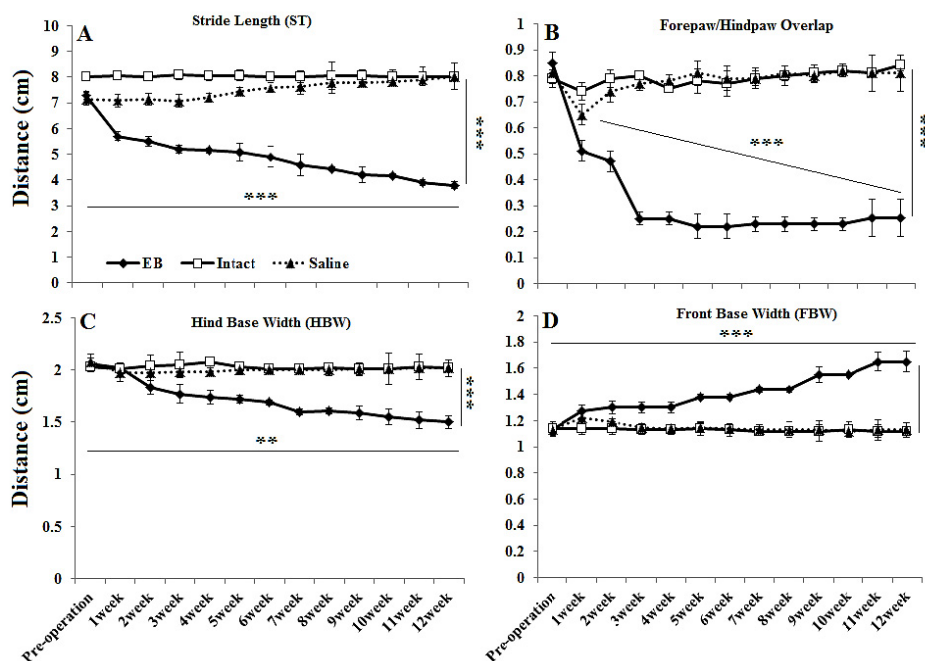 A Stride Length (ST)
10
9
8
7
6
5
4
3
2
1
0
Distance (cm)
***
***
EB Intact Saline
B Forepaw/Hindpaw Overlap
1
0.9
0.8
0.7
0.6
0.5
0.4
0.3
0.2
0.1
0
***
***
C Hind Base Width (HBW)
2.5
2
1.5
1
0.5
0
Distance (cm)
***
**
Pre-operation
1week
2week
3week
4week
5week
6week
7week
8week
9week
10week
11week
12week
D Front Base Width (FBW)
***
2
1.8
1.6
1.4
1.2
1
0.8
0.6
0.4
0.2
0
***
Pre-operation
1week
2week
3week
4week
5week
6week
7week
8week
9week
10week
11week
12week